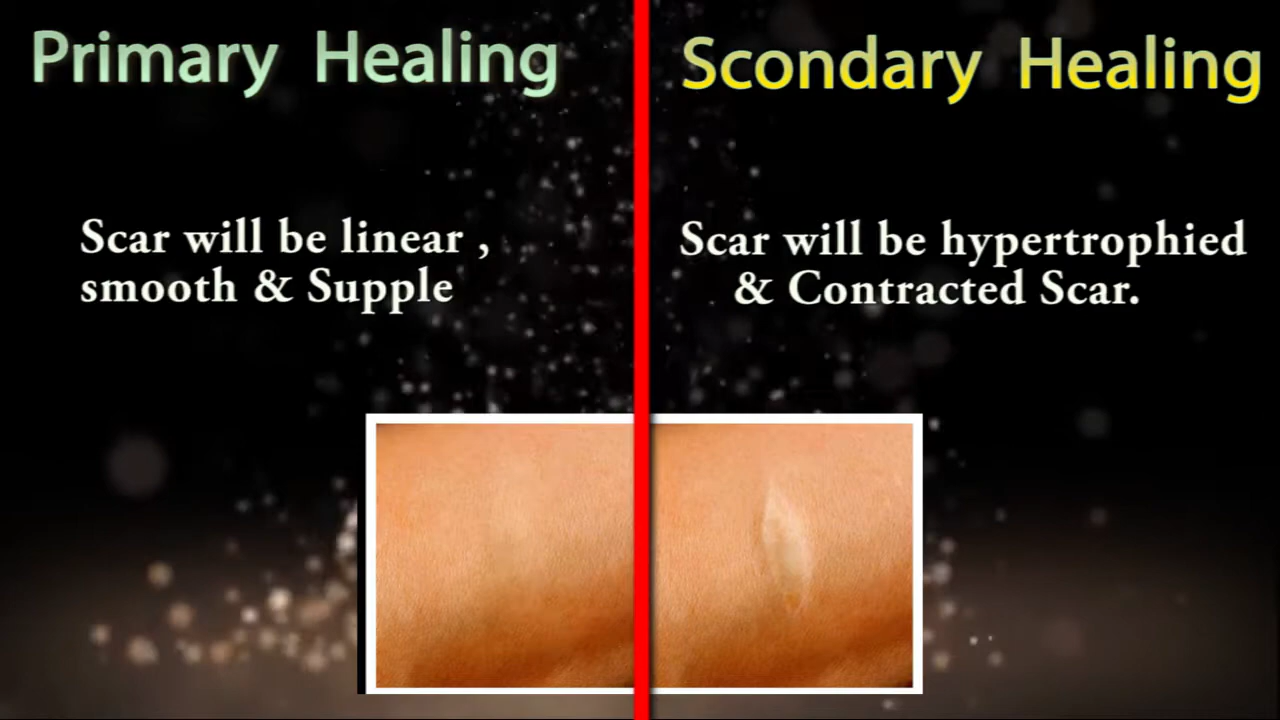 Primary Healing
Scar will be linear ,
smooth & Supple
Scondary Healing
Scar will be hypertrophied
& Contracted Scar.